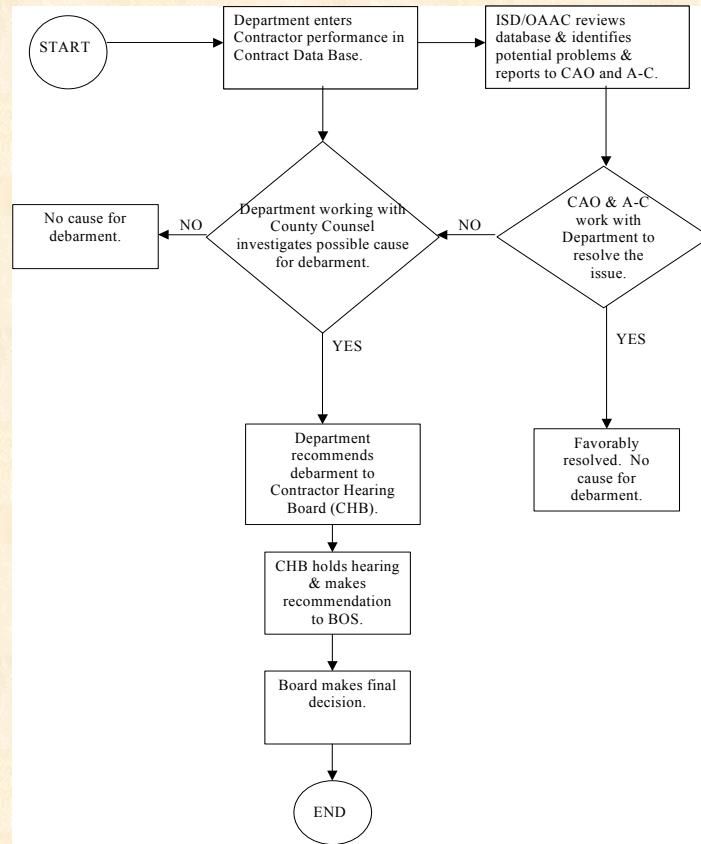 START
Department enters
Contractor performance in
Contract Data Base.
ISD/OAAC reviews
database & identifies
potential problems &
reports to CAO and A-C.
No cause for
debarment.
NO
Department working with
County Counsel
investigates possible cause
for debarment.
NO
CAO & A-C
work with
Department to
resolve the
issue.
YES
YES
Department
recommends
debarment to
Contractor Hearing
Board (CHB).
Favorably
resolved.  No
cause for
debarment.
CHB holds hearing
& makes
recommendation
to BOS.
Board makes final
decision.
END